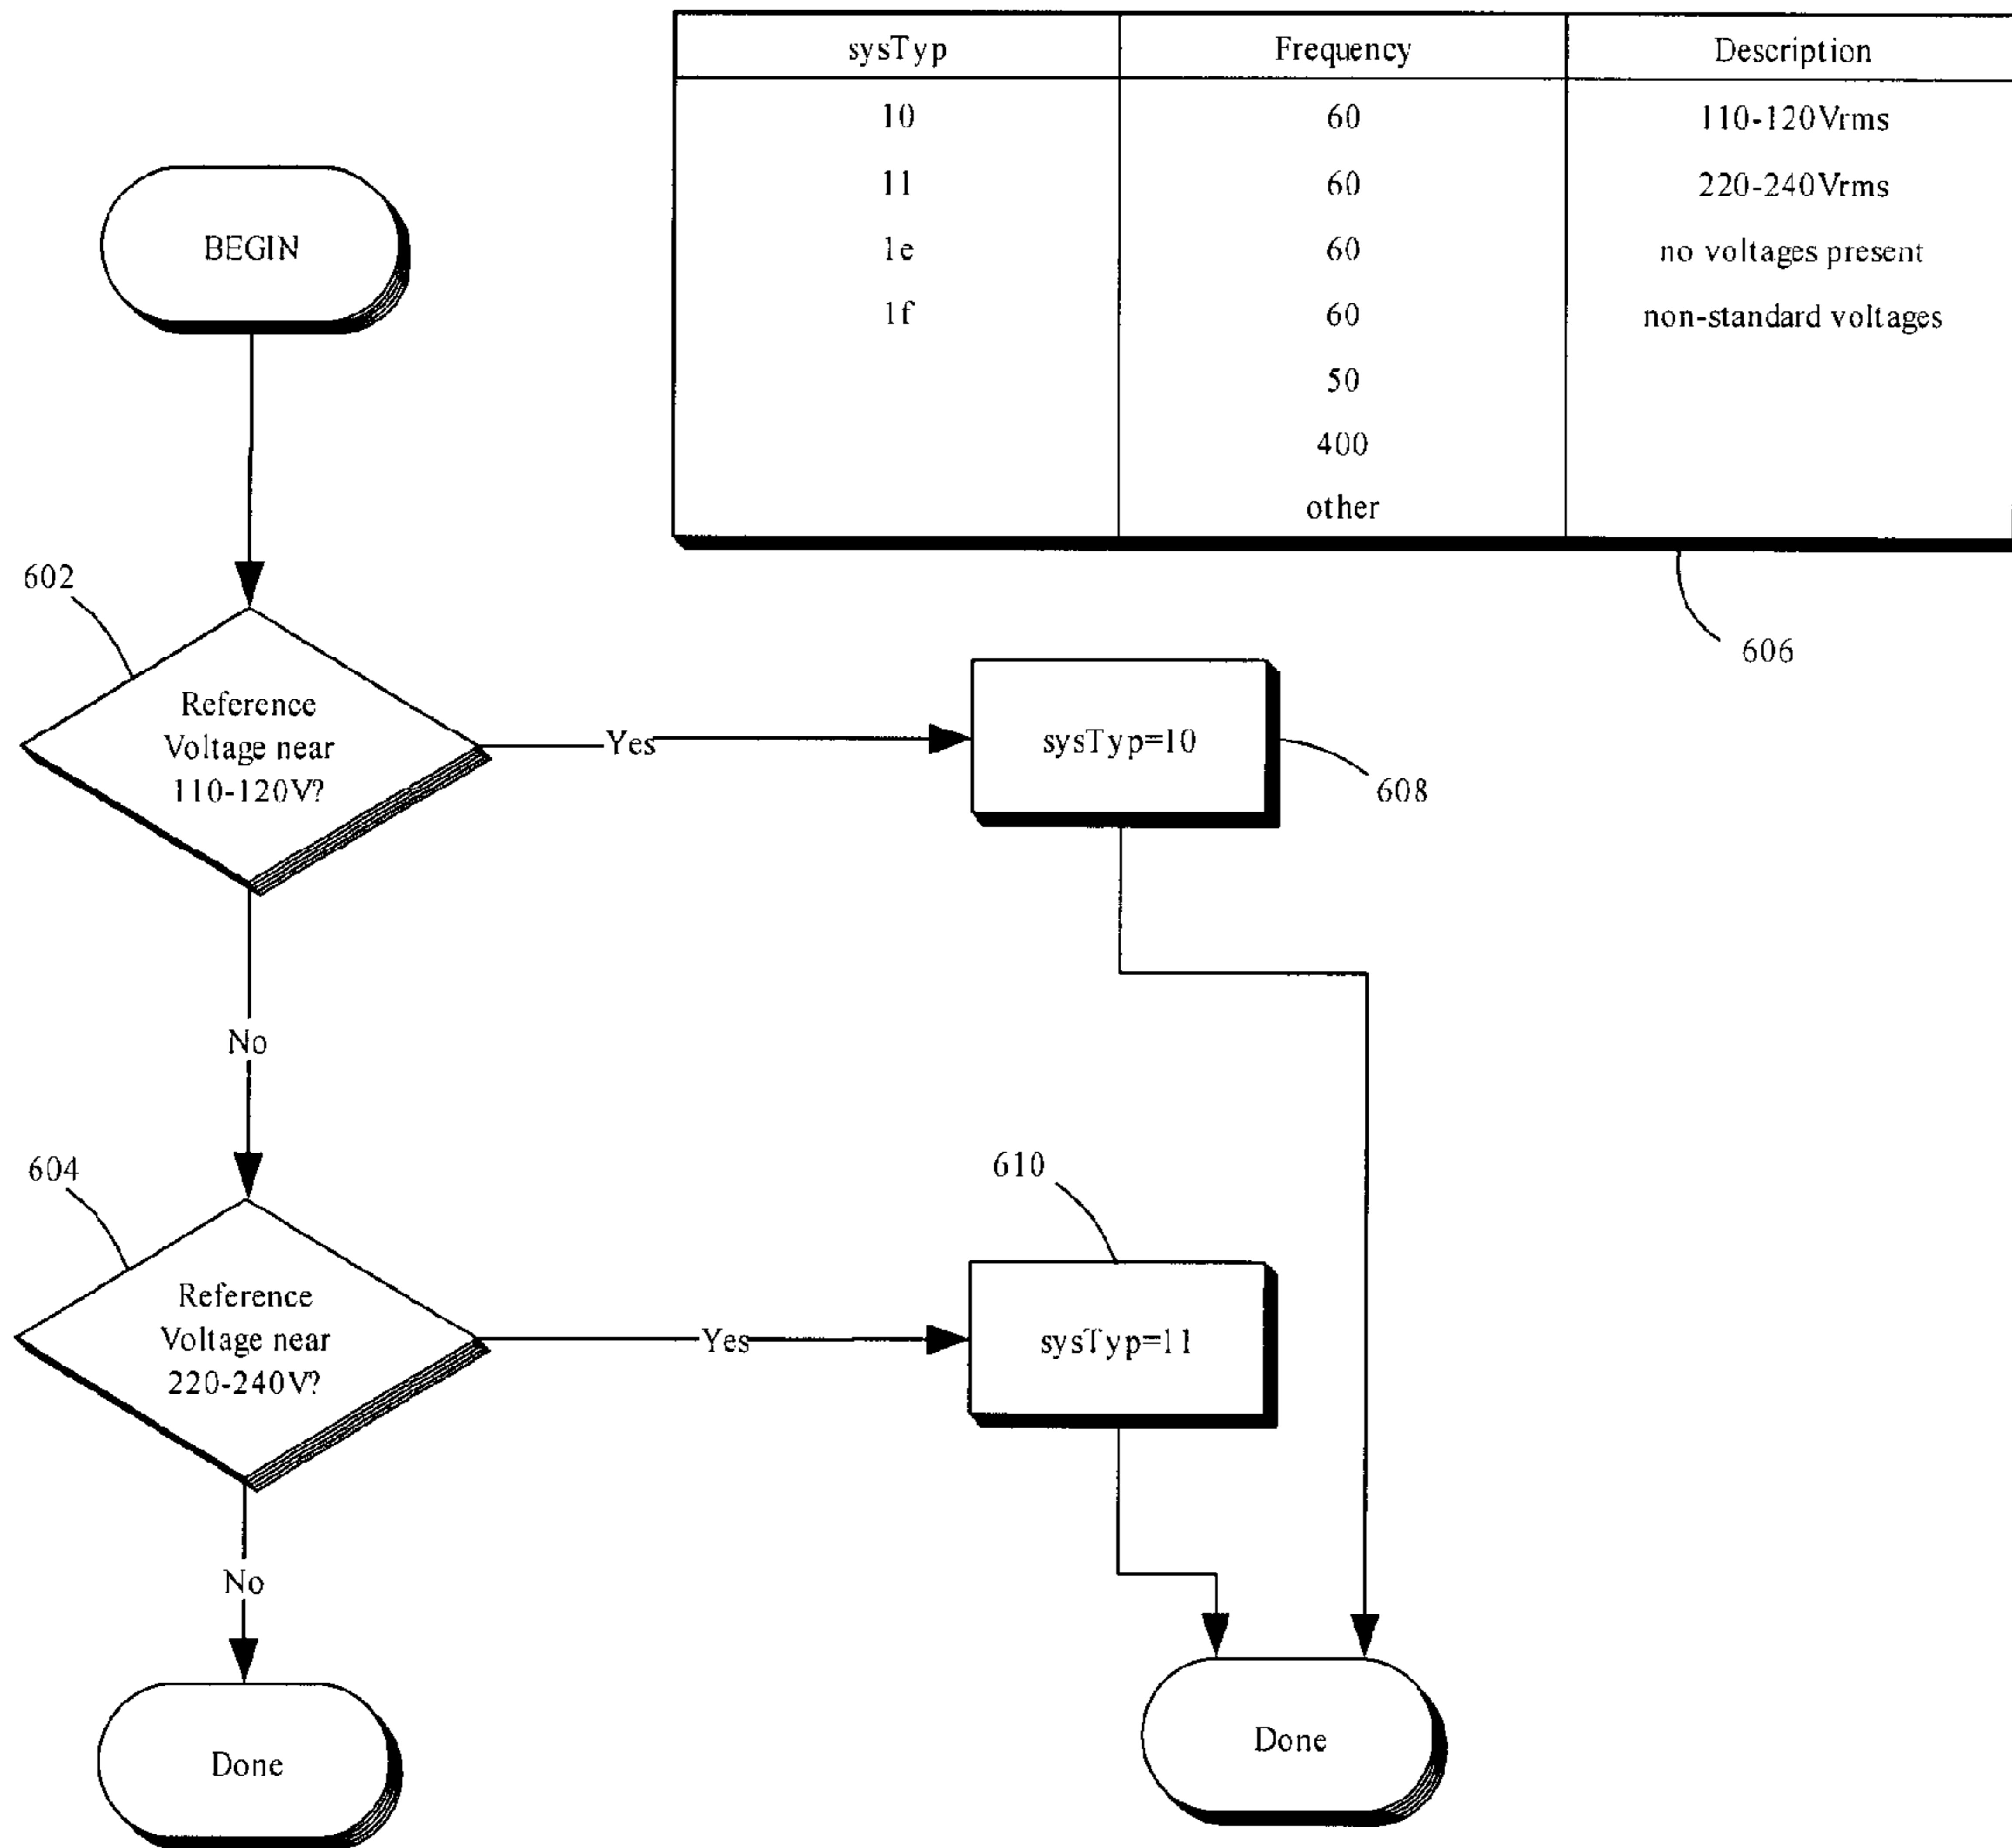 sysTyp Frequency Description
10 60 110-120Vrms
11 60 220-240Vrms
1e 60 no voltages present
1f 60 non-standard voltages
50
400
other
606
BEGIN
602
Reference
Voltage near
110-120V?
Yes
sysTyp=10
608
No
604
Reference
Voltage near
220-240V?
Yes
610
sysTyp=11
No
Done
Done